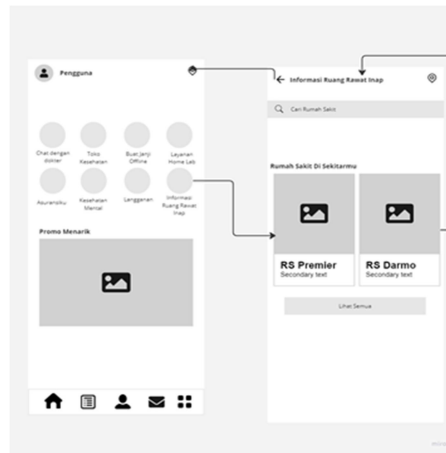 Pengguna
Chat dengan
dokter
Toko
Kesehatan
Buat Janji
Offline
Layanan
Home Lab
Asuransiku
Kesehatan
Mental
Langganan
Informasi
Ruang Rawat
Inap
Promo Menarik
Informasi Ruang Rawat Inap
Cari Rumah Sakit
Rumah Sakit Di Sekitarmu
RS Premier
Secondary text
RS Darmo
Secondary text
Lihat Semua